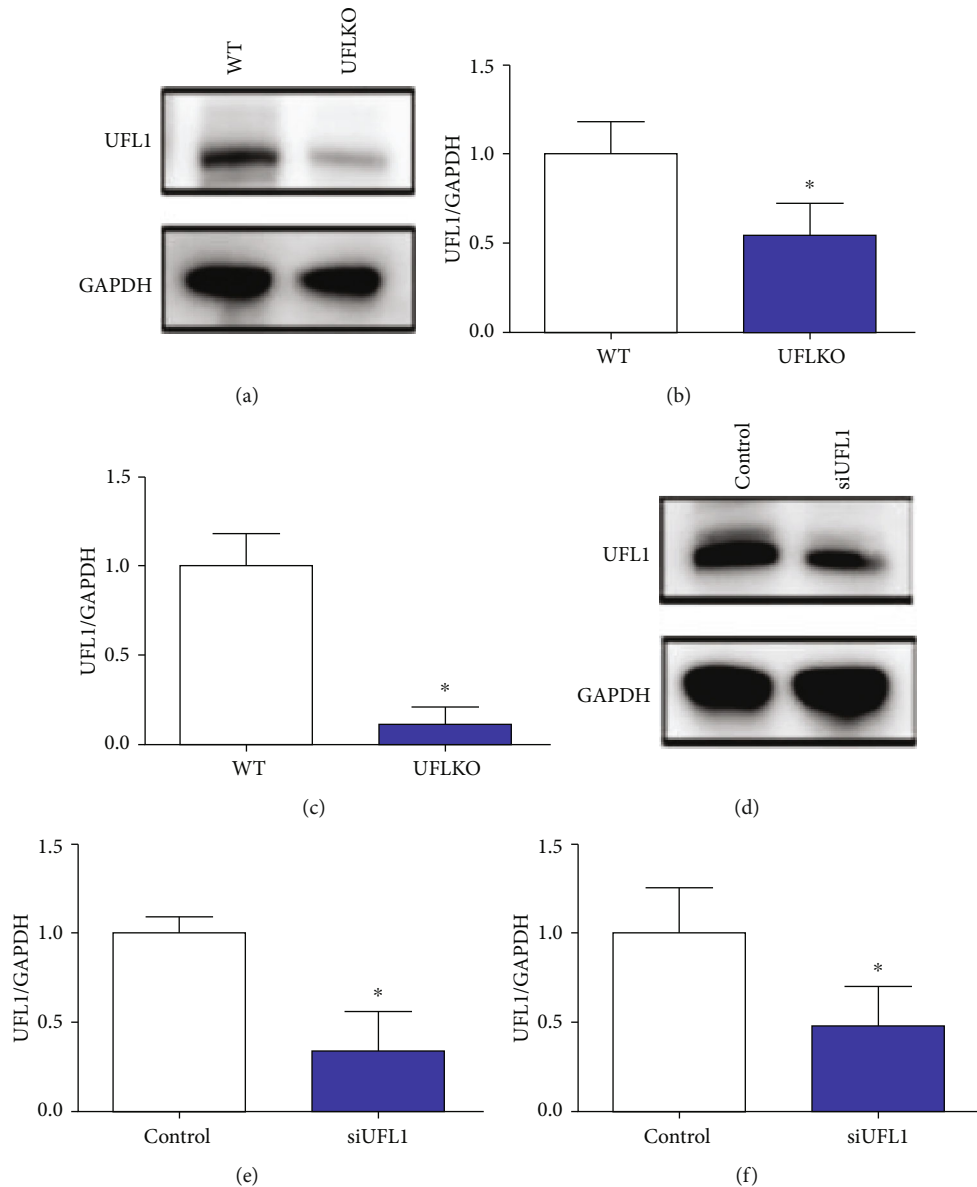 WT
UFLKO
UFL1
GAPDH
(a)
UFL1/GAPDH
1.5
1.0
0.5
0.0
*
WT
UFLKO
(b)
UFL1/GAPDH
1.5
1.0
0.5
0.0
*
WT
UFLKO
(c)
Control
siUFL1
UFL1
GAPDH
(d)
UFL1/GAPDH
1.5
1.0
0.5
0.0
*
Control
siUFL1
(e)
UFL1/GAPDH
1.5
1.0
0.5
0.0
*
Control
siUFL1
(f)